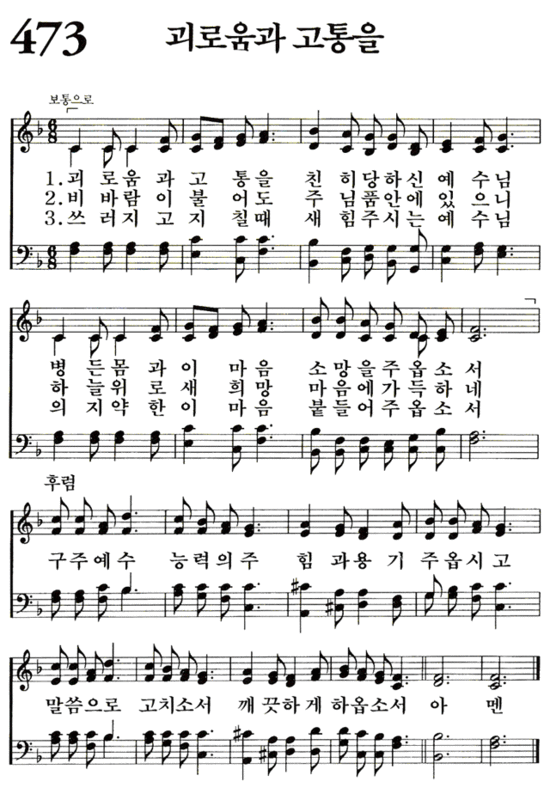 473 괴로움과 고통을
보통으로
1. 괴 로 움 과 고 통을 친 히당하신 예 수님
2. 비 바람 이 불 어도 주 님품안에 있 으니
3. 쓰 러지 고 지 칠때 새 힘주시는 예 수님
병 든몸 과 이 마 음 소 망을주 옵소 서
하 늘위 로 새 희 망 마 음에가 득하 네
의 지약 한 이 마 음 붙 들어주 옵소 서
후렴
구주예수 능력의주 힘 과용 기 주옵시고
말씀으로 고치소서 깨 끗하게 하옵소서 아 멘